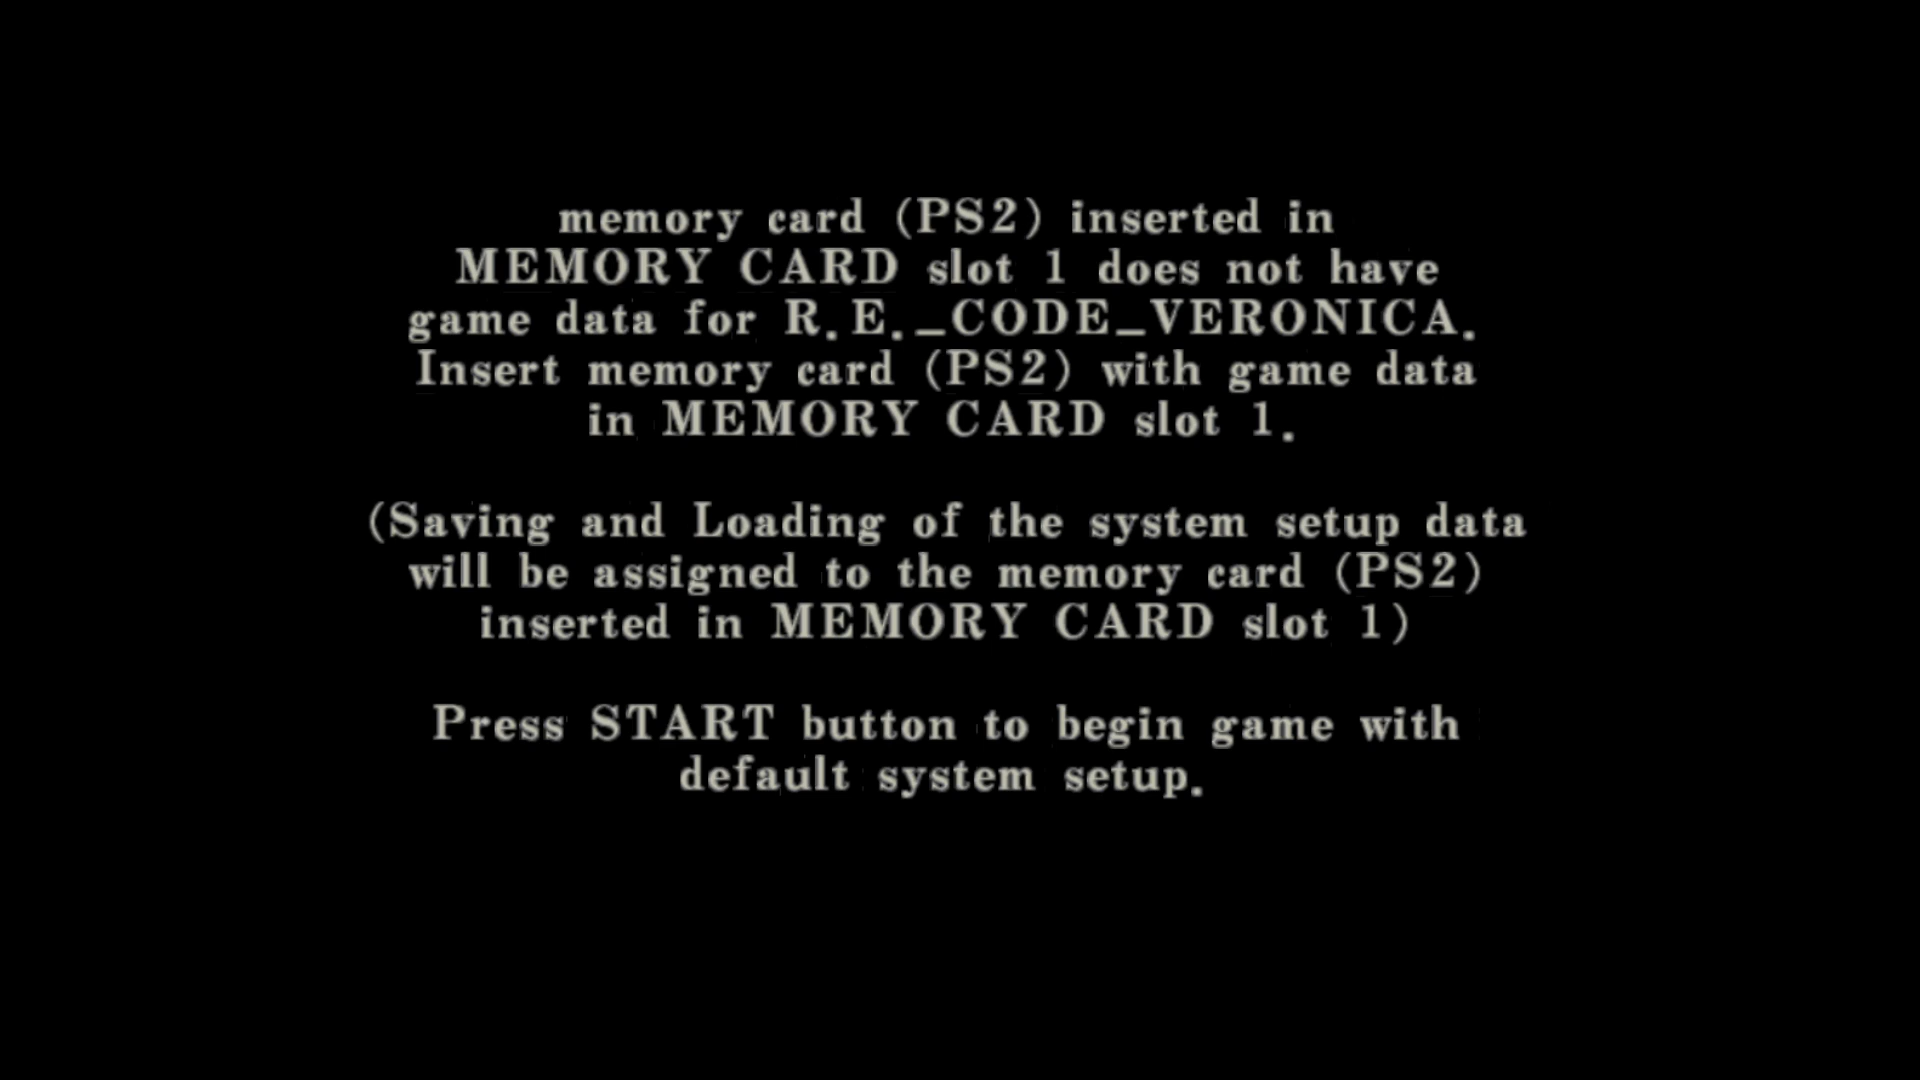 memory card (PS2) inserted in
MEMORY CARD slot 1 does not have
game data for R.E._CODE_VERONICA.
Insert memory card (PS2) with game data
in MEMORY CARD slot 1.
(Saving and Loading of the system setup data
will be assigned to the memory card (PS2)
inserted in MEMORY CARD slot 1)
Press START button to begin game with
default system setup.